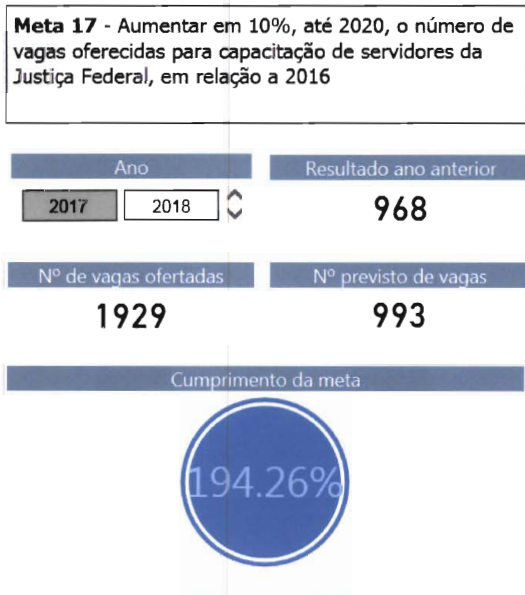 Meta 17 - Aumentar em 10%, até 2020, o número de
vagas oferecidas para capacitação de servidores da
Justiça Federal, em relação a 2016
Ano
2017 2018
Resultado ano anterior
968
Nº de vagas ofertadas
1929
Nº previsto de vagas
993
Cumprimento da meta
194.26%